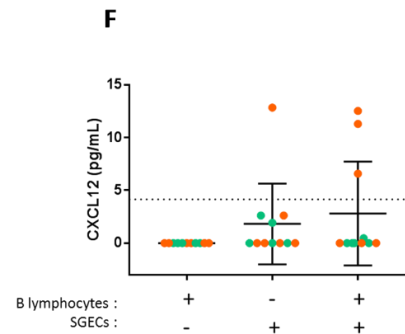 F
15
10
5
0
CXCL12 (pg/mL)
B lymphocytes : + - +
SGECs : - + +